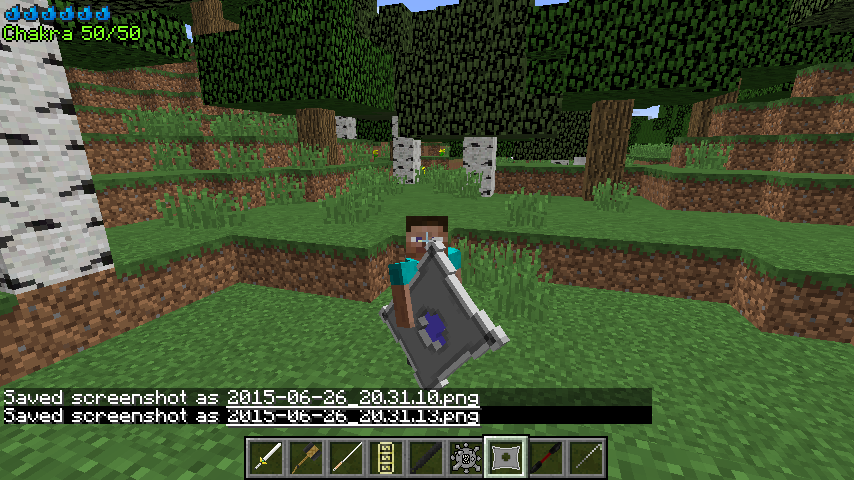 Chakra 50/50
Saved screenshot as 2015-06-26_20.31.10.png
Saved screenshot as 2015-06-26_20.31.13.png